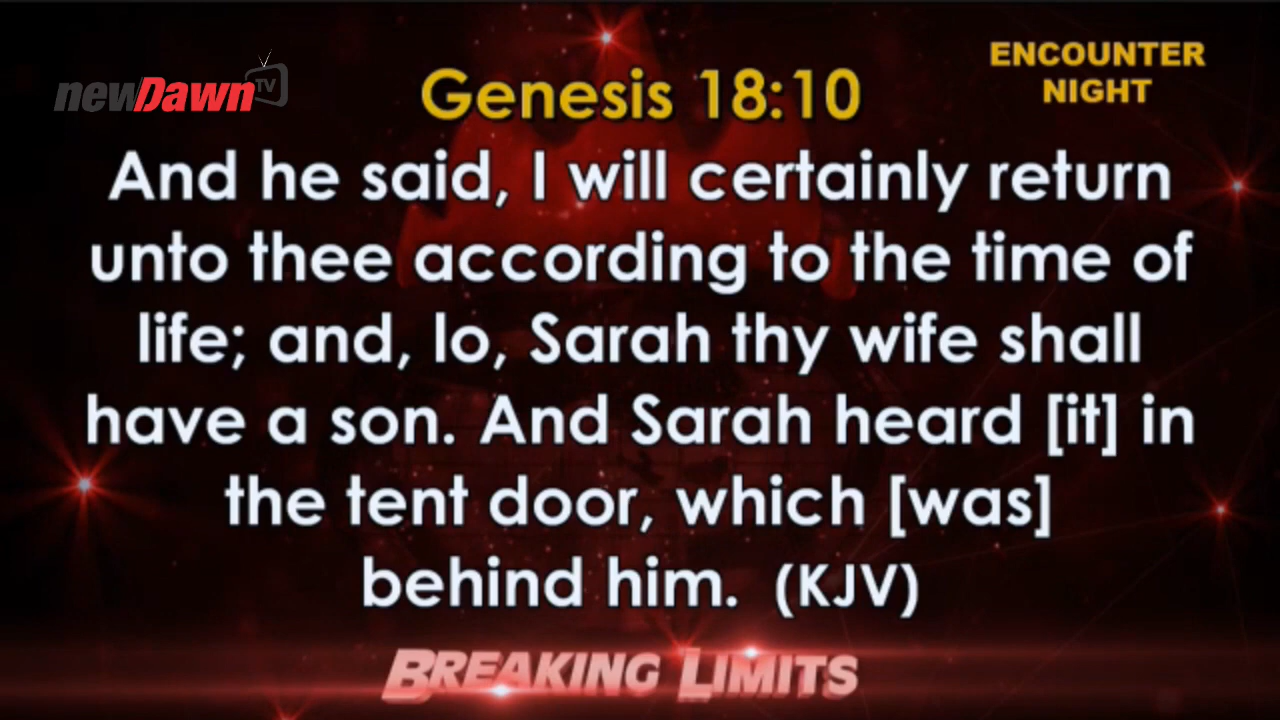 newDawn TV
ENCOUNTER
NIGHT
Genesis 18:10
And he said, I will certainly return
unto thee according to the time of
life; and, lo, Sarah thy wife shall
have a son. And Sarah heard [it] in
the tent door, which [was]
behind him. (KJV)
BREAKING LIMITS